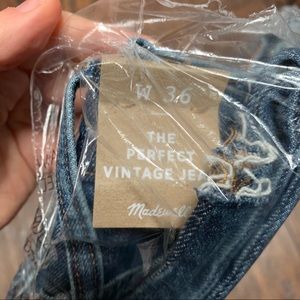 W 36
THE
PERFECT
VINTAGE JEA
Madewell